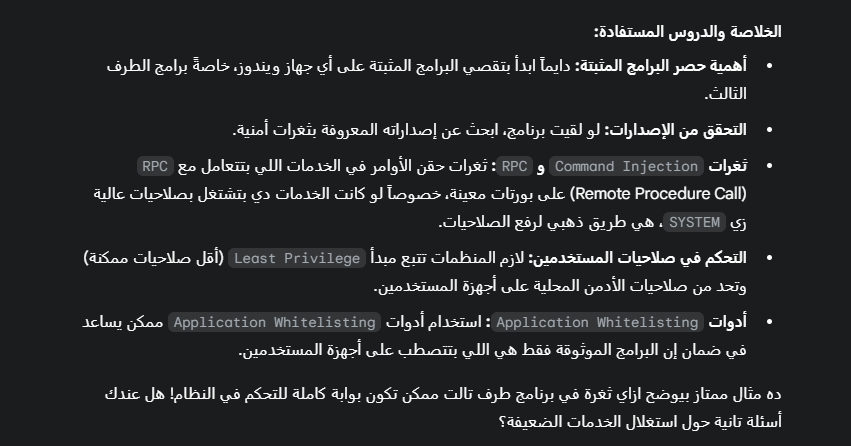 الخلاصة والدروس المستفادة:
أهمية حصر البرامج المثبتة: دايماً ابدأ بتقصي البرامج المثبتة على أي جهاز ويندوز، خاصةً برامج الطرف
الثالث.
التحقق من الإصدارات: لو لقيت برنامج، ابحث عن إصداراته المعروفة بثغرات أمنية.
ثغرات Command Injection و RPC: ثغرات حقن الأوامر في الخدمات اللي بتتعامل مع RPC
(Remote Procedure Call) على بورتات معينة، خصوصاً لو كانت الخدمات دي بتشتغل بصلاحيات عالية
زي SYSTEM، هي طريق ذهبي لرفع الصلاحيات.
التحكم في صلاحيات المستخدمين: لازم المنظمات تتبع مبدأ Least Privilege (أقل صلاحيات ممكنة)
وتحد من صلاحيات الأدمن المحلية على أجهزة المستخدمين.
أدوات Application Whitelisting: استخدام أدوات Application Whitelisting ممكن يساعد
في ضمان إن البرامج الموثوقة فقط هي اللي بتتصطب على أجهزة المستخدمين.
ده مثال ممتاز بيوضح ازاي ثغرة في برنامج طرف تالت ممكن تكون بوابة كاملة للتحكم في النظام! هل عندك
أسئلة تانية حول استغلال الخدمات الضعيفة؟